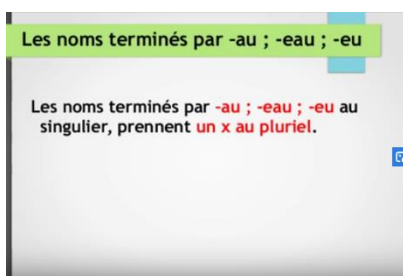 Les noms terminés par -au ; -eau ; -eu
Les noms terminés par -au ; -eau ; -eu au
singulier, prennent un x au pluriel.